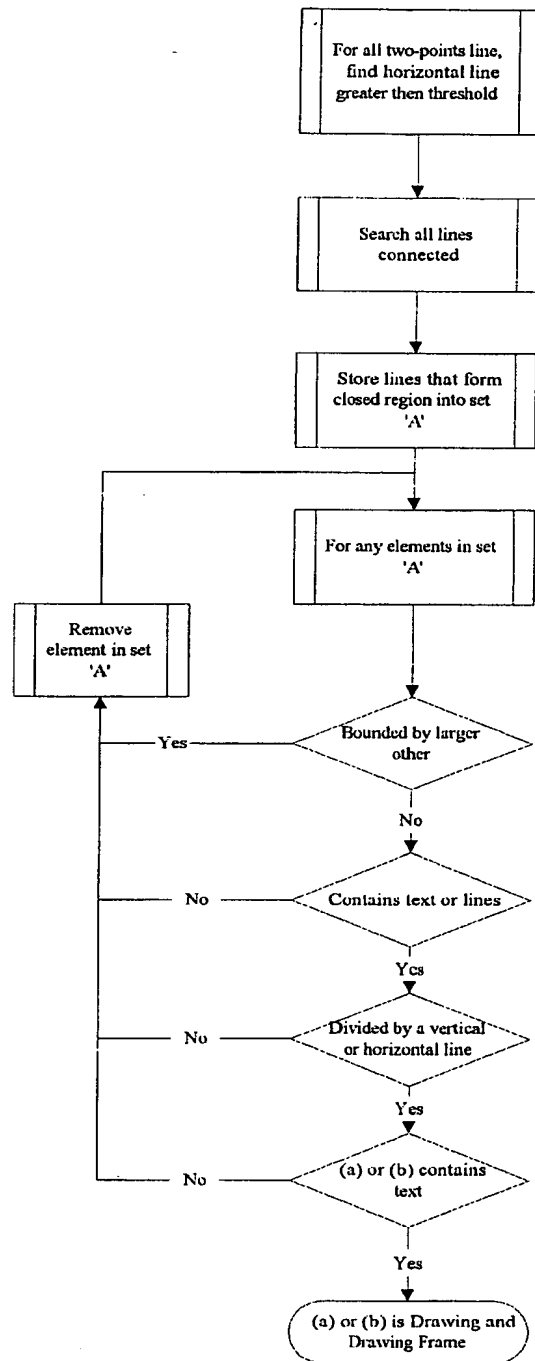 For all two-points line,
find horizontal line
greater then threshold
Search all lines
connected
Store lines that form
closed region into set
'A'
For any elements in set
'A'
Remove
element in set
'A'
Yes
Bounded by larger
other
No
No
Contains text or lines
Yes
No
Divided by a vertical
or horizontal line
Yes
No
(a) or (b) contains
text
Yes
(a) or (b) is Drawing and
Drawing Frame